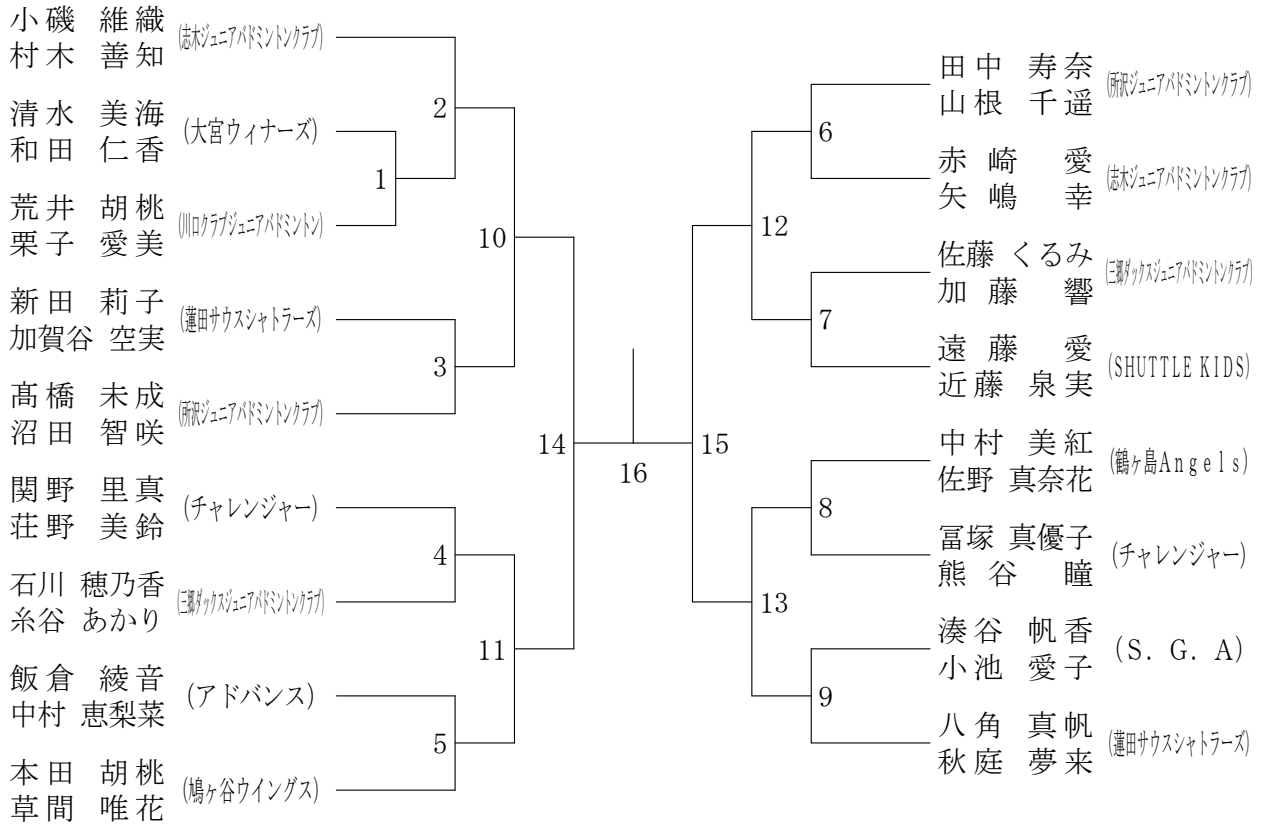 小磯 維織
村木 善知
(志木ジュニアバドミントンクラブ)
清水 美海
和田 仁香
(大宮ウィナーズ)
荒井 胡桃
栗子 愛美
(川口クラブジュニアバドミントン)
新田 莉子
加賀谷 空実
(蓮田サウスシャトラーズ)
髙橋 未成
沼田 智咲
(所沢ジュニアバドミントンクラブ)
関野 里真
荘野 美鈴
(チャレンジャー)
石川 穂乃香
糸谷 あかり
(三郷ダックスジュニアバドミントンクラブ)
飯倉 綾音
中村 恵梨菜
(アドバンス)
本田 胡桃
草間 唯花
(鳩ヶ谷ウイングス)
1
2
3
4
5
10
11
14
16
15
12
13
6
7
8
9
田中 寿奈
山根 千遥
(所沢ジュニアバドミントンクラブ)
赤崎 愛
矢嶋 幸
(志木ジュニアバドミントンクラブ)
佐藤 くるみ
加藤 響
(三郷ダックスジュニアバドミントンクラブ)
遠藤 愛
近藤 泉実
(SHUTTLE KIDS)
中村 美紅
佐野 真奈花
(鶴ヶ島Angels)
冨塚 真優子
熊谷 瞳
(チャレンジャー)
湊谷 帆香
小池 愛子
(S. G. A)
八角 真帆
秋庭 夢来
(蓮田サウスシャトラーズ)